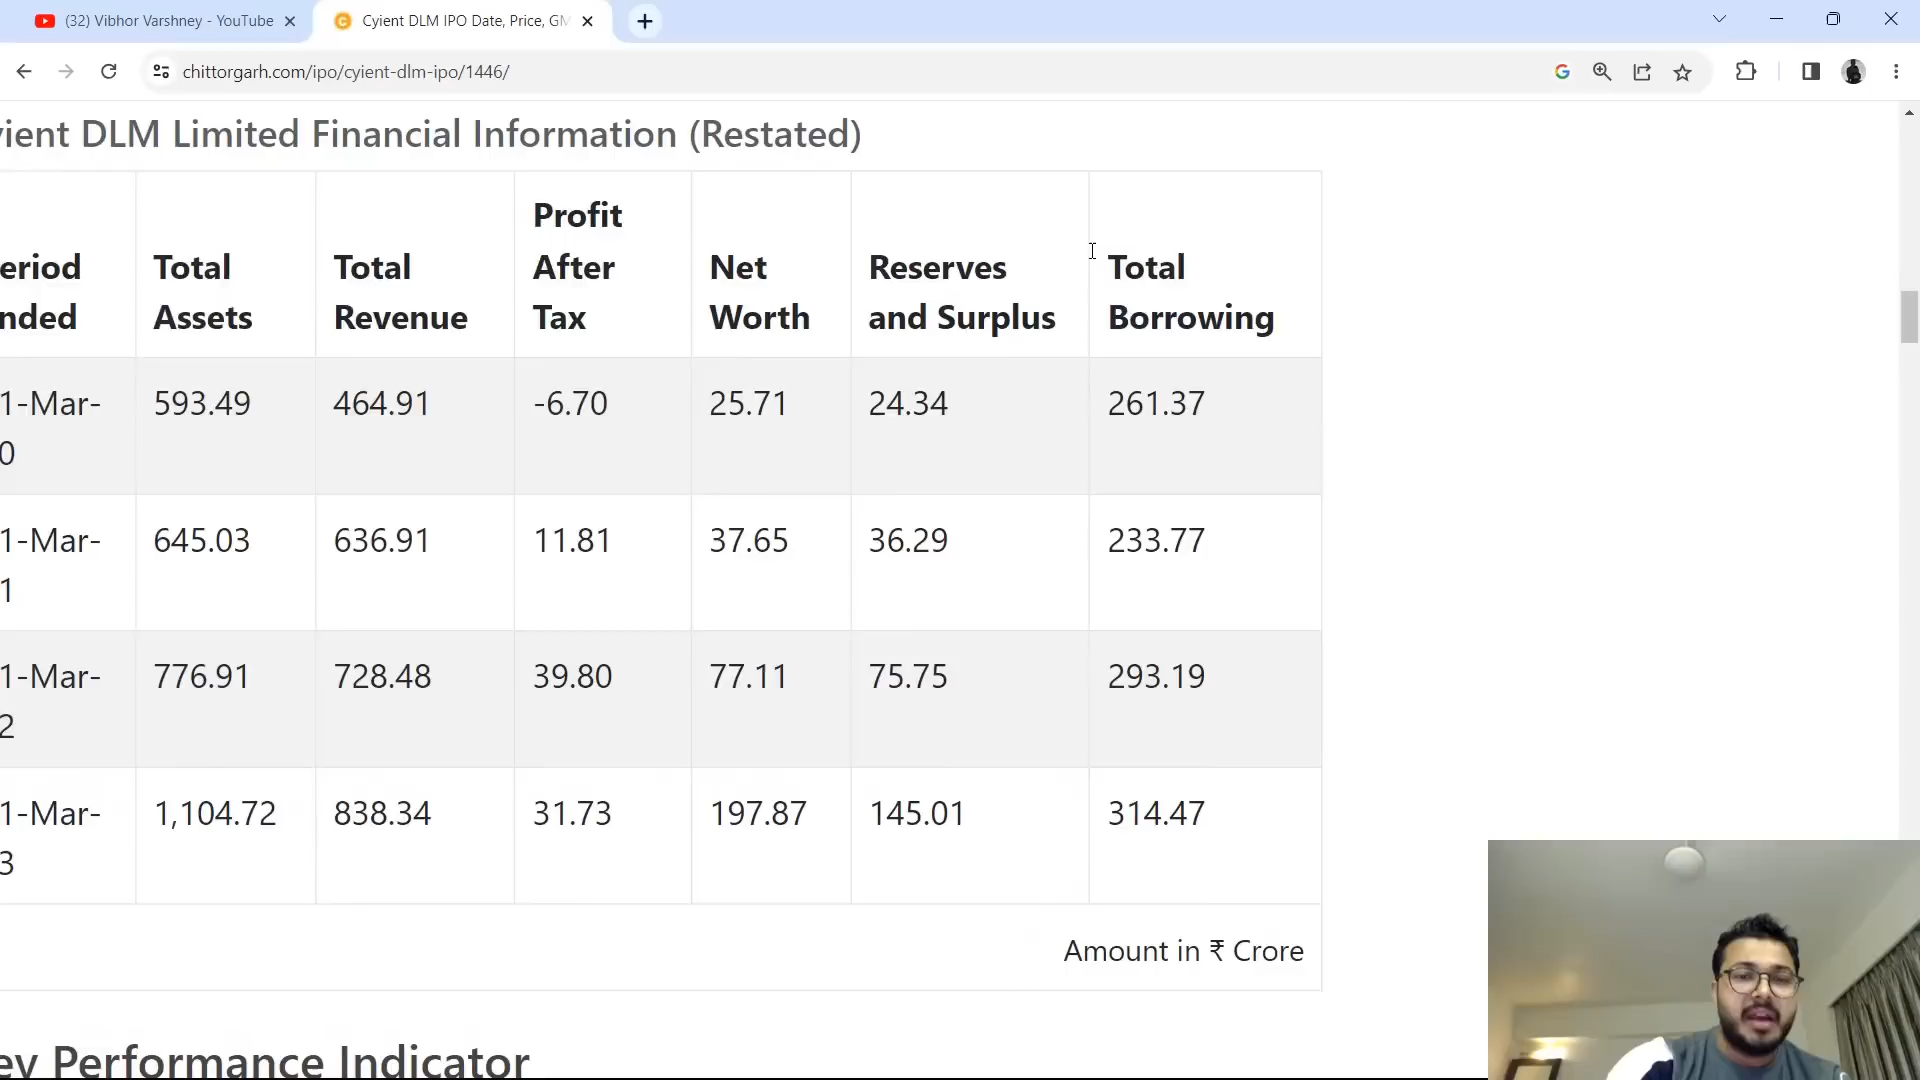 (32) Vibhor Varshney - YouTube
Cyient DLM IPO Date, Price, GM
chittorgarh.com/ipo/cyient-dlm-ipo/1446/
yient DLM Limited Financial Information (Restated)
eriod
nded
Total
Assets
Total
Revenue
Profit
After
Tax
Net
Worth
Reserves
and Surplus
Total
Borrowing
1-Mar-
0
593.49
464.91
-6.70
25.71
24.34
261.37
1-Mar-
1
645.03
636.91
11.81
37.65
36.29
233.77
1-Mar-
2
776.91
728.48
39.80
77.11
75.75
293.19
1-Mar-
3
1,104.72
838.34
31.73
197.87
145.01
314.47
Amount in ₹ Crore
ey Performance Indicator